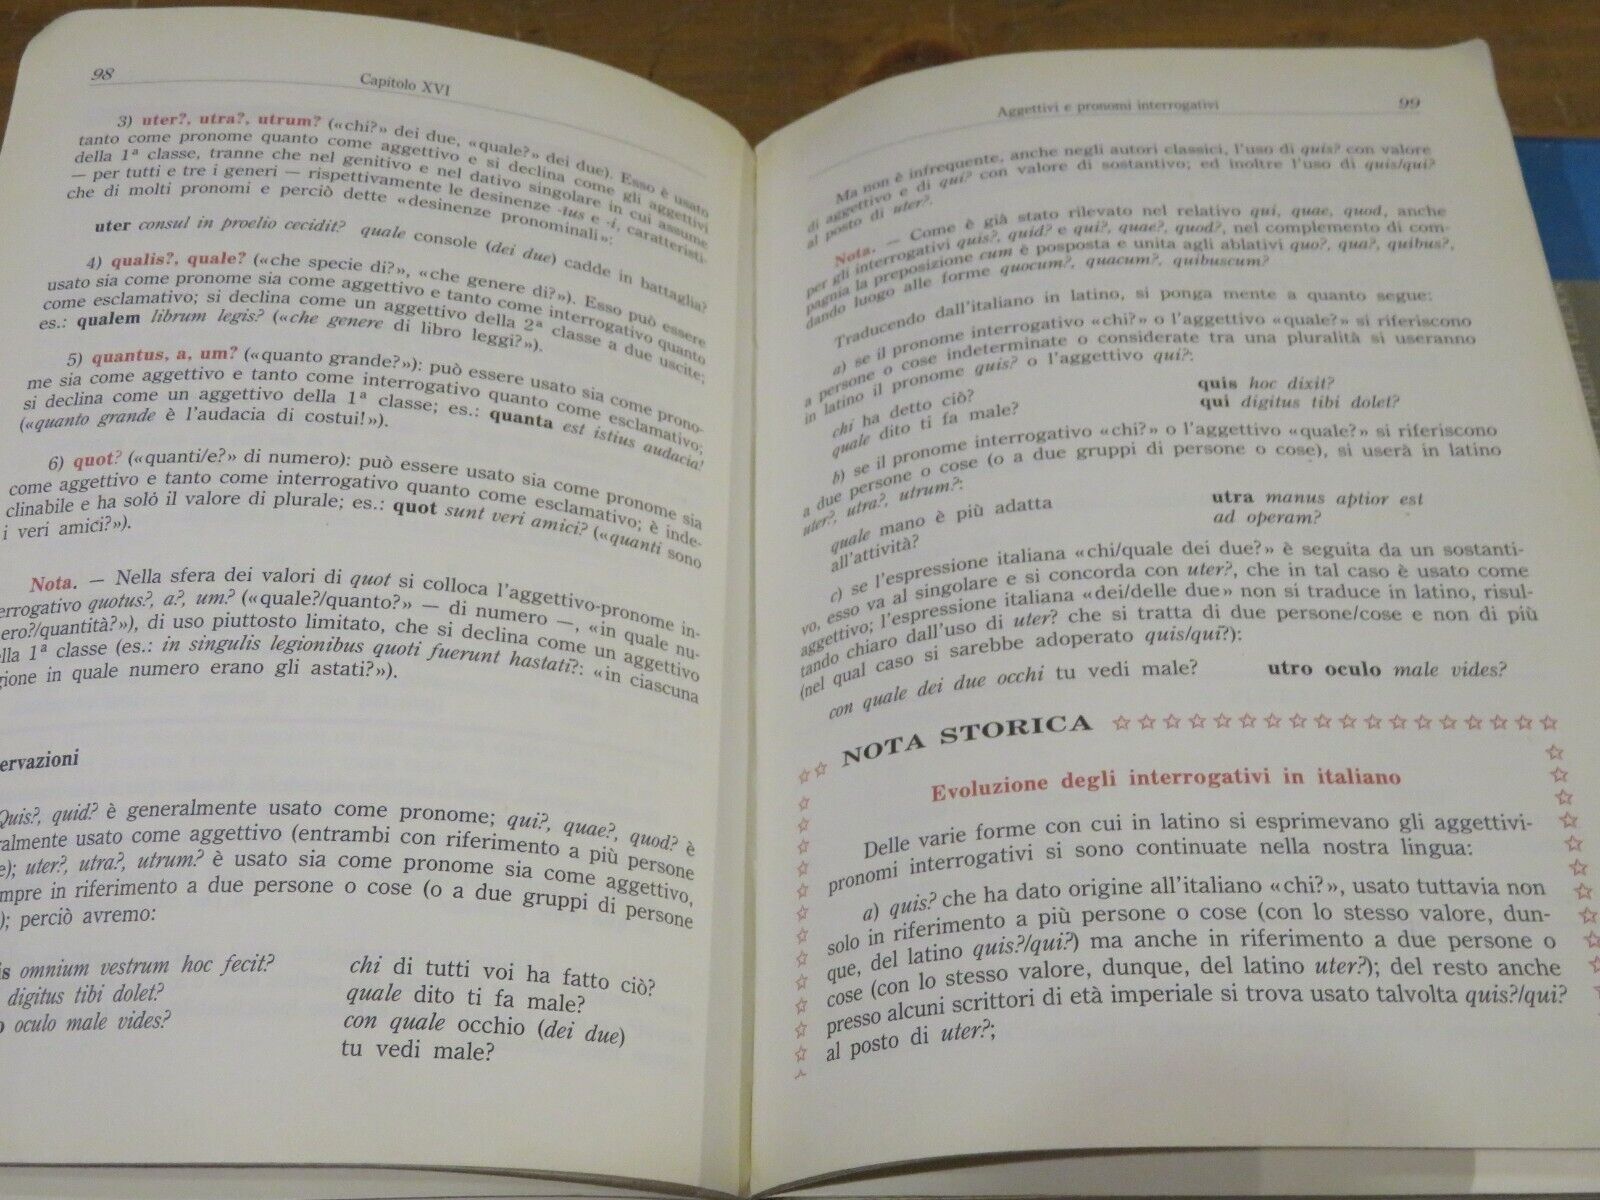 98
Capitolo XVI
3) uter?, utra?, utrum? («chi?» dei due, «quale?» dei due). Esso è usato
tanto come pronome quanto come aggettivo e si declina come gli aggettivi
della 1ª classe, tranne che nel genitivo e nel dativo singolare in cui assume
— per tutti e tre i generi — rispettivamente le desinenze -ius e -i, caratteristi-
che di molti pronomi e perciò dette «desinenze pronominali»:
uter consul in proelio cecidit? quale console (dei due) cadde in battaglia?
4) qualis?, quale? («che specie di?», «che genere di?»). Esso può essere
usato sia come pronome sia come aggettivo e tanto come interrogativo quanto
come esclamativo; si declina come un aggettivo della 2ª classe a due uscite;
es.: qualem librum legis? («che genere di libro leggi?»).
5) quantus, a, um? («quanto grande?»): può essere usato sia come prono-
me sia come aggettivo e tanto come interrogativo quanto come esclamativo;
si declina come un aggettivo della 1ª classe; es.: quanta est istius audacia!
(«quanto grande è l'audacia di costui!»).
6) quot? («quanti/e?» di numero): può essere usato sia come pronome sia
come aggettivo e tanto come interrogativo quanto come esclamativo; è inde-
clinabile e ha solo il valore di plurale; es.: quot sunt veri amici? («quanti sono
i veri amici?»).
Nota. — Nella sfera dei valori di quot si colloca l'aggettivo-pronome in-
errogativo quotus?, a?, um? («quale?/quanto?» — di numero —, «in quale nu-
ero?/quantità?»), di uso piuttosto limitato, che si declina come un aggettivo
lla 1ª classe (es.: in singulis legionibus quoti fuerunt hastati?: «in ciascuna
gione in quale numero erano gli astati?»).
ervazioni
Quis?, quid? è generalmente usato come pronome; qui?, quae?, quod? è
ralmente usato come aggettivo (entrambi con riferimento a più persone
e); uter?, utra?, utrum? è usato sia come pronome sia come aggettivo,
mpre in riferimento a due persone o cose (o a due gruppi di persone
); perciò avremo:
is omnium vestrum hoc fecit? chi di tutti voi ha fatto ciò?
digitus tibi dolet? quale dito ti fa male?
o oculo male vides? con quale occhio (dei due)
tu vedi male?
Aggettivi e pronomi interrogativi
99
Ma non è infrequente, anche negli autori classici, l'uso di quis? con valore
di aggettivo e di qui? con valore di sostantivo; ed inoltre l'uso di quis/qui?
al posto di uter?.
Nota. — Come è già stato rilevato nel relativo qui, quae, quod, anche
per gli interrogativi quis?, quid? e qui?, quae?, quod?, nel complemento di com-
pagnia la preposizione cum è posposta e unita agli ablativi quo?, qua?, quibus?,
dando luogo alle forme quocum?, quacum?, quibuscum?
Traducendo dall'italiano in latino, si ponga mente a quanto segue:
a) se il pronome interrogativo «chi?» o l'aggettivo «quale?» si riferiscono
a persone o cose indeterminate o considerate tra una pluralità si useranno
in latino il pronome quis? o l'aggettivo qui?:
chi ha detto ciò? quis hoc dixit?
quale dito ti fa male? qui digitus tibi dolet?
b) se il pronome interrogativo «chi?» o l'aggettivo «quale?» si riferiscono
a due persone o cose (o a due gruppi di persone o cose), si userà in latino
uter?, utra?, utrum?:
quale mano è più adatta utra manus aptior est
all'attività? ad operam?
c) se l'espressione italiana «chi/quale dei due?» è seguita da un sostanti-
vo, esso va al singolare e si concorda con uter?, che in tal caso è usato come
aggettivo; l'espressione italiana «dei/delle due» non si traduce in latino, risul-
tando chiaro dall'uso di uter? che si tratta di due persone/cose e non di più
(nel qual caso si sarebbe adoperato quis/qui?):
con quale dei due occhi tu vedi male? utro oculo male vides?
NOTA STORICA
Evoluzione degli interrogativi in italiano
Delle varie forme con cui in latino si esprimevano gli aggettivi-
pronomi interrogativi si sono continuate nella nostra lingua:
a) quis? che ha dato origine all'italiano «chi?», usato tuttavia non
solo in riferimento a più persone o cose (con lo stesso valore, dun-
que, del latino quis?/qui?) ma anche in riferimento a due persone o
cose (con lo stesso valore, dunque, del latino uter?); del resto anche
presso alcuni scrittori di età imperiale si trova usato talvolta quis?/qui?
al posto di uter?;